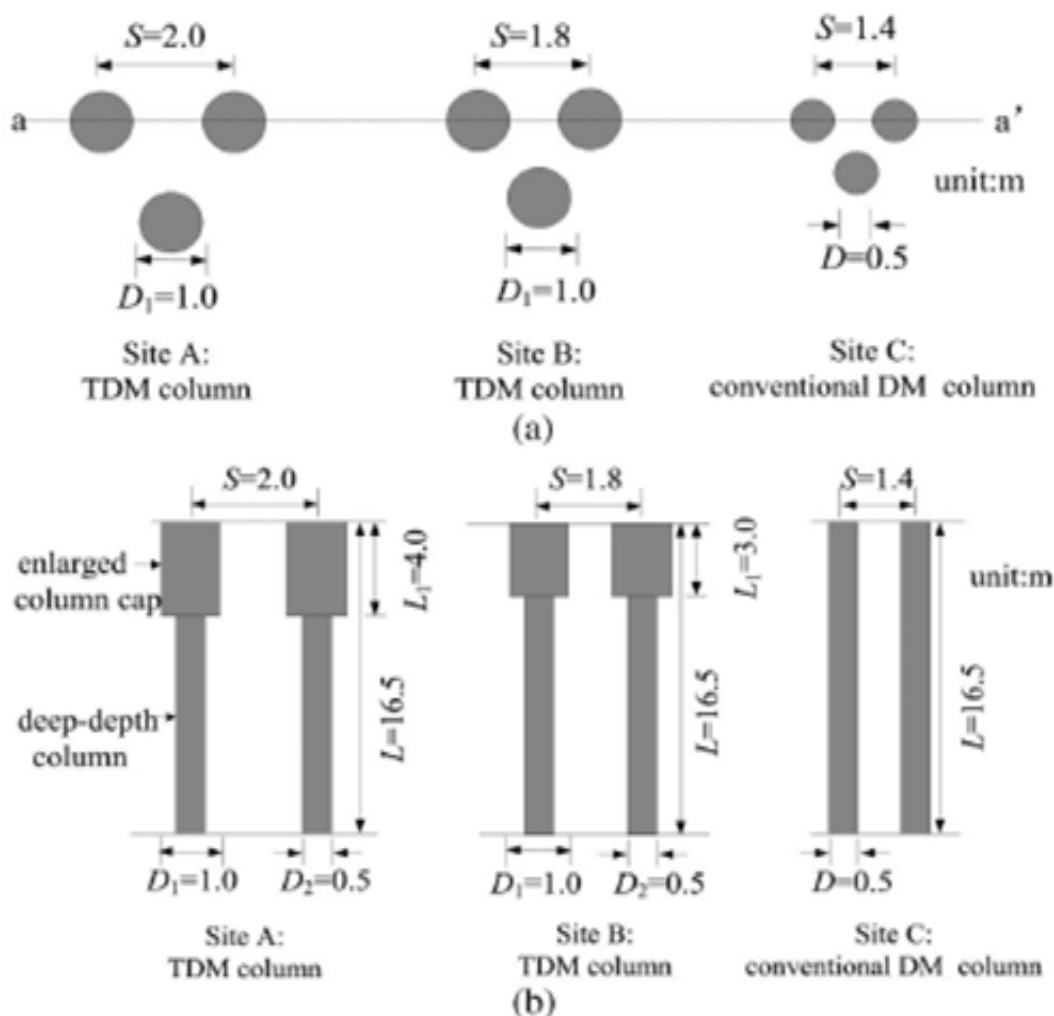 S=2.0 S=1.8 S=1.4
a a'
unit:m
D=0.5
D₁=1.0 D₁=1.0
Site A: Site B: Site C:
TDM column TDM column conventional DM column
(a)
S=2.0 S=1.8 S=1.4
enlarged
column cap
L₁=4.0 L₁=3.0
unit:m
deep-depth
column
L=16.5 L=16.5 L=16.5
D₁=1.0 D₂=0.5 D₁=1.0 D₂=0.5 D=0.5
Site A: Site B: Site C:
TDM column TDM column conventional DM column
(b)